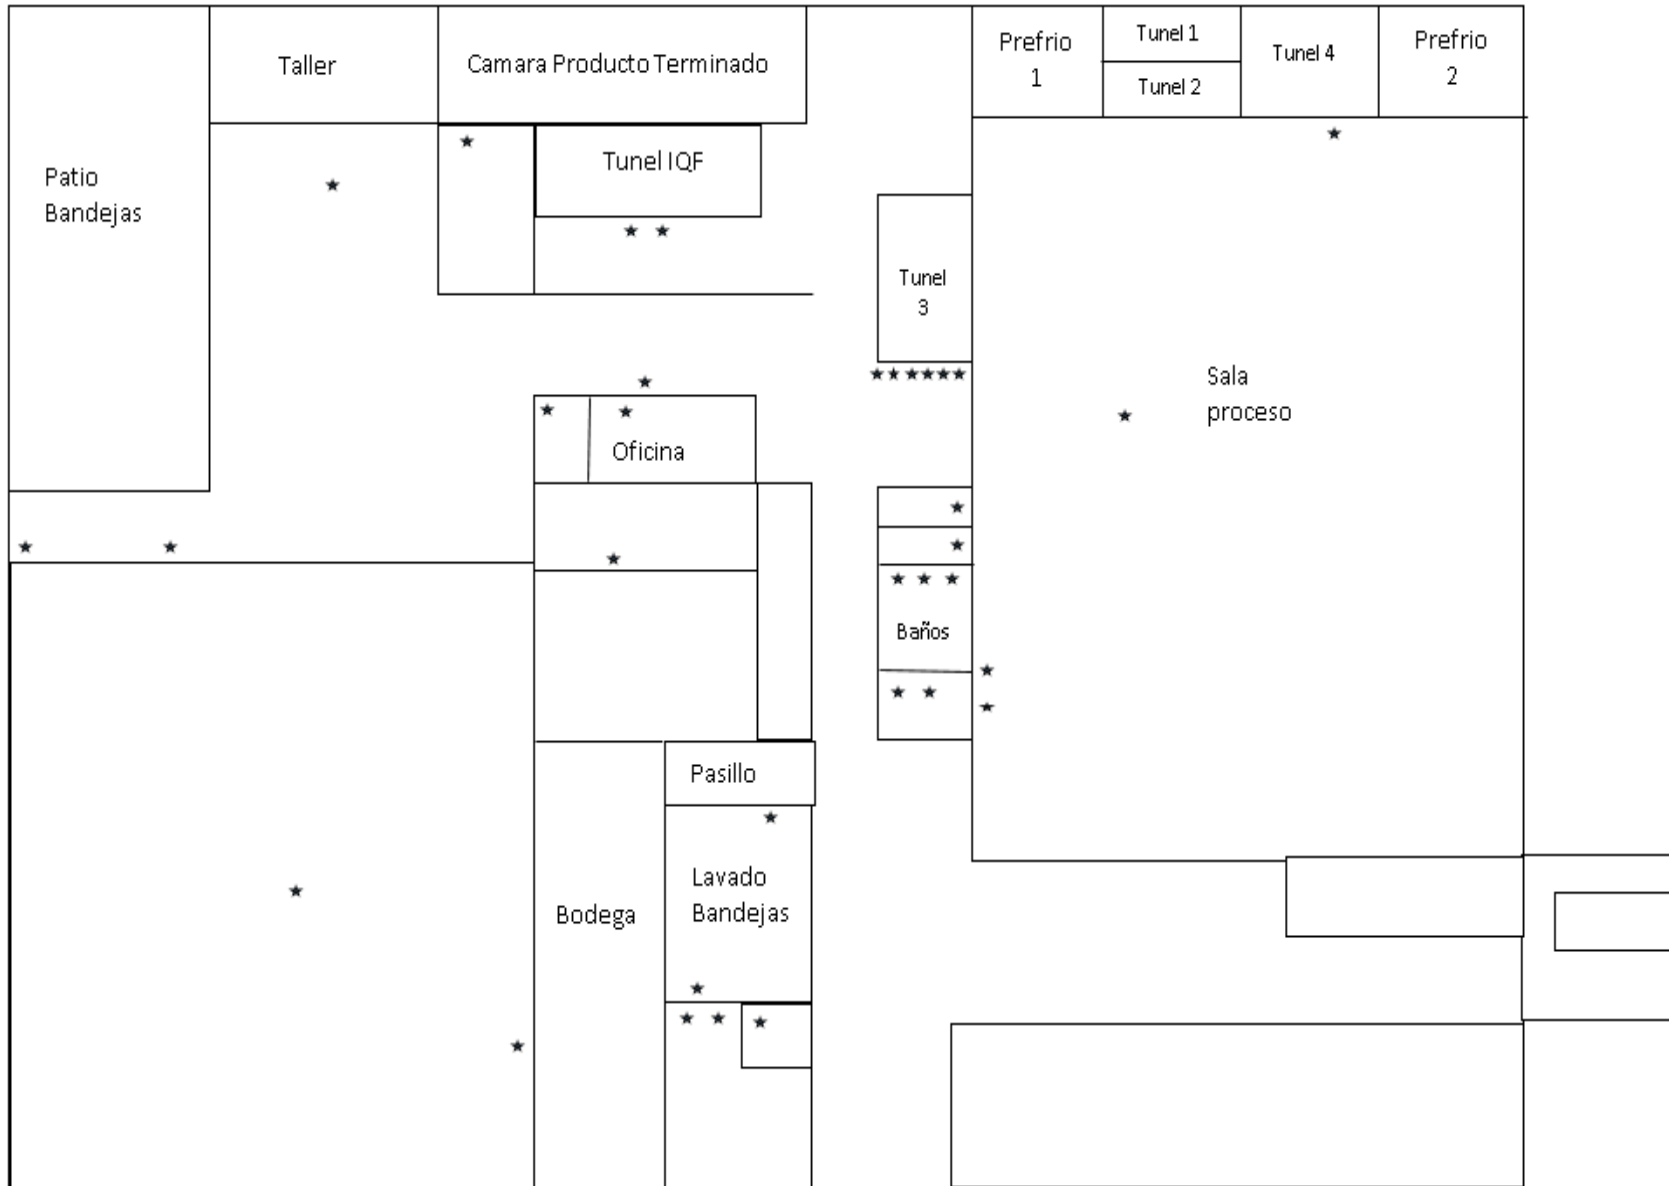 Taller
Camara Producto Terminado
Prefrio
1
Tunel 1
Tunel 2
Tunel 4
Prefrio
2
Patio
Bandejas
Tunel IQF
Tunel
3
Sala
proceso
Oficina
Baños
Pasillo
Lavado
Bandejas
Bodega